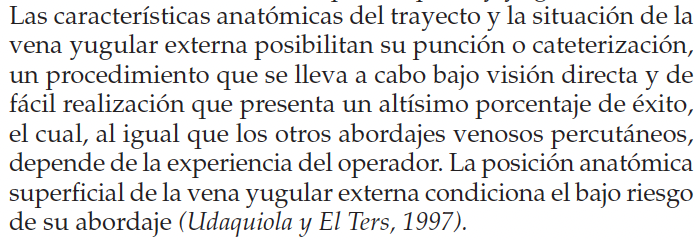 Las características anatómicas del trayecto y la situación de la
vena yugular externa posibilitan su punción o cateterización,
un procedimiento que se lleva a cabo bajo visión directa y de
fácil realización que presenta un altísimo porcentaje de éxito,
el cual, al igual que los otros abordajes venosos percutáneos,
depende de la experiencia del operador. La posición anatómica
superficial de la vena yugular externa condiciona el bajo riesgo
de su abordaje (Udaquiola y El Ters, 1997).